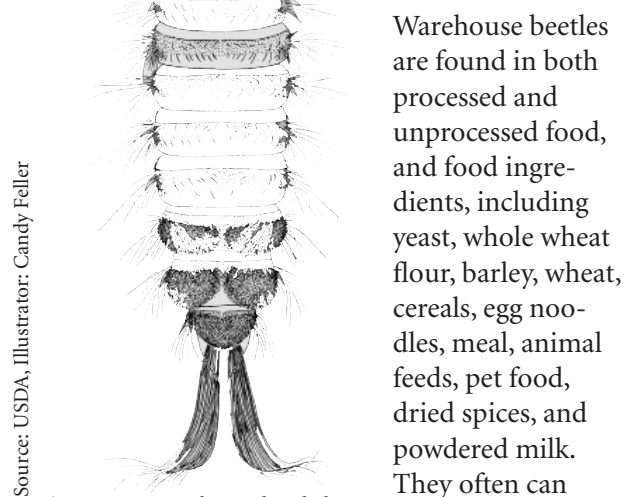 Warehouse beetles
are found in both
processed and
unprocessed food,
and food ingre-
dients, including
yeast, whole wheat
flour, barley, wheat,
cereals, egg noo-
dles, meal, animal
feeds, pet food,
dried spices, and
powdered milk.
They often can
Source: USDA, Illustrator: Candy Feller